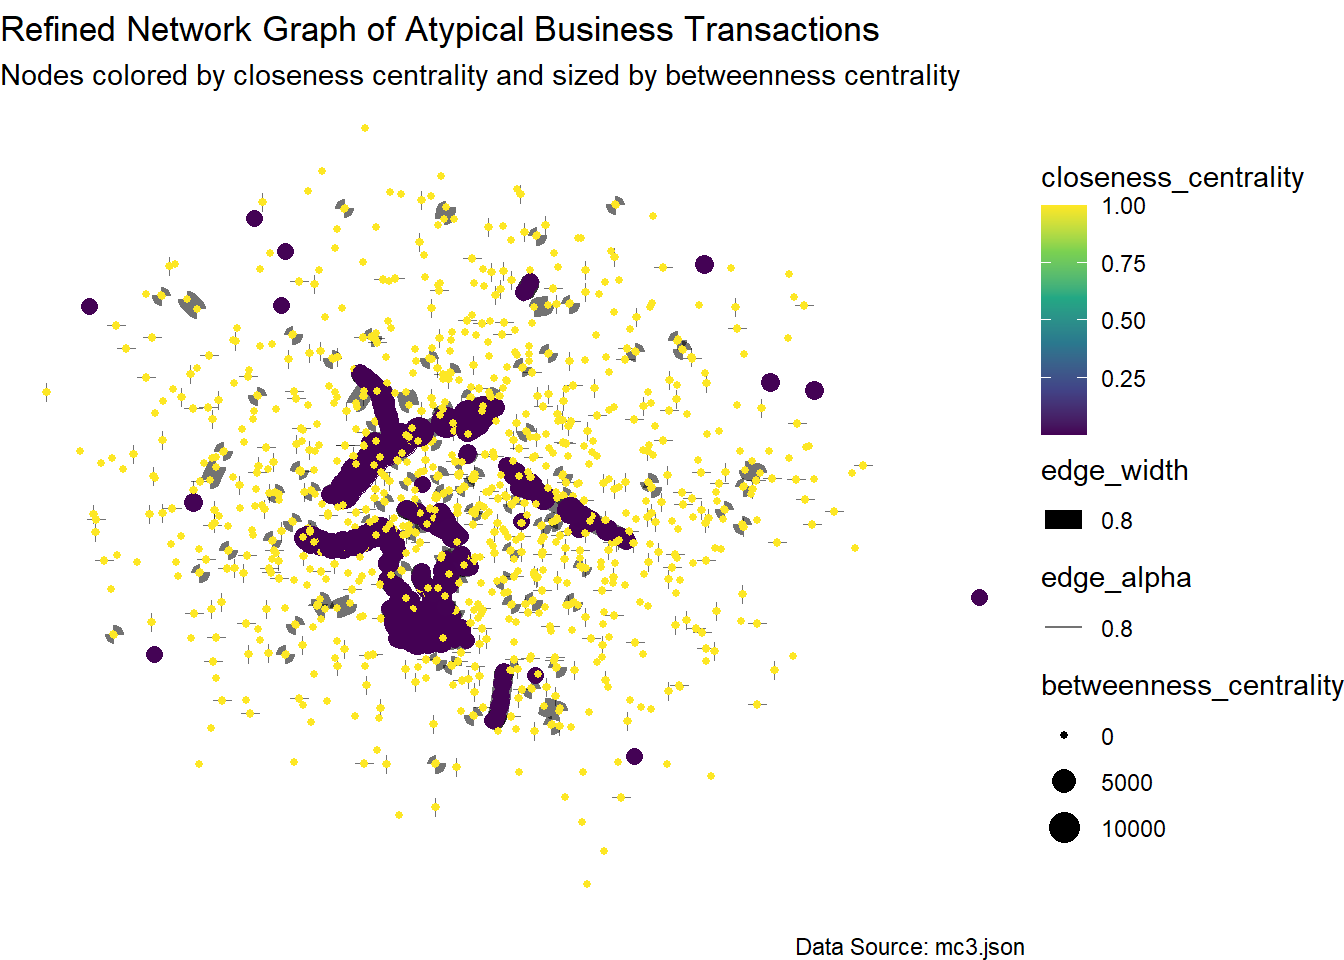 Refined Network Graph of Atypical Business Transactions
Nodes colored by closeness centrality and sized by betweenness centrality
closeness_centrality
1.00
0.75
0.50
0.25
edge_width
0.8
edge_alpha
0.8
betweenness_centrality
0
5000
10000
Data Source: mc3.json